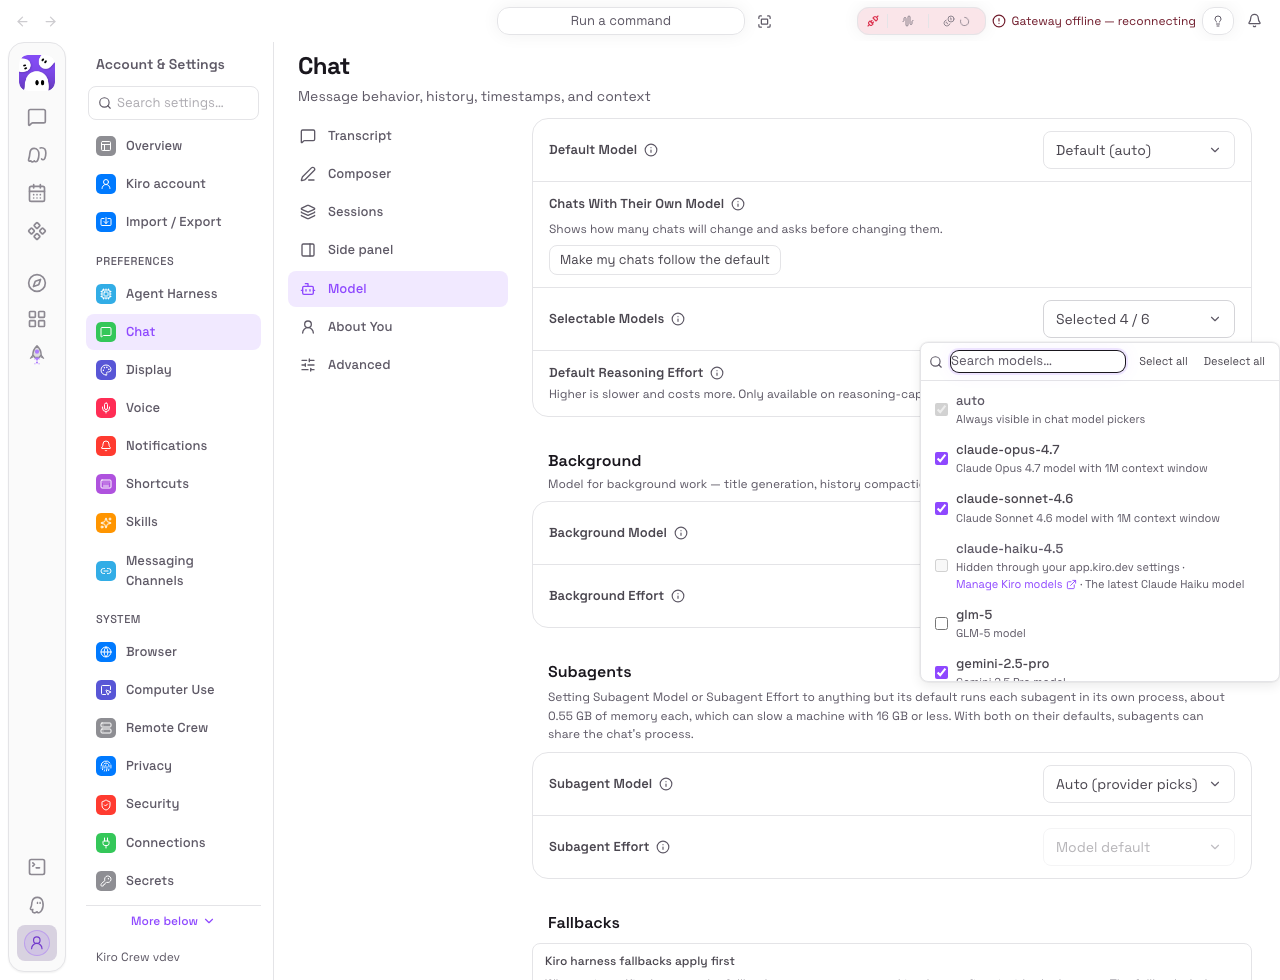 Run a command
Gateway offline — reconnecting
Account & Settings
Search settings...
Overview
Kiro account
Import / Export
PREFERENCES
Agent Harness
Chat
Display
Voice
Notifications
Shortcuts
Skills
Messaging
Channels
SYSTEM
Browser
Computer Use
Remote Crew
Privacy
Security
Connections
Secrets
More below
Kiro Crew vdev
Chat
Message behavior, history, timestamps, and context
Transcript
Composer
Sessions
Side panel
Model
About You
Advanced
Default Model
Default (auto)
Chats With Their Own Model
Shows how many chats will change and asks before changing them.
Make my chats follow the default
Selectable Models
Selected 4 / 6
Default Reasoning Effort
Higher is slower and costs more. Only available on reasoning-cap
Search models...
Select all
Deselect all
auto
Always visible in chat model pickers
claude-opus-4.7
Claude Opus 4.7 model with 1M context window
claude-sonnet-4.6
Claude Sonnet 4.6 model with 1M context window
claude-haiku-4.5
Hidden through your app.kiro.dev settings ·
Manage Kiro models · The latest Claude Haiku model
glm-5
GLM-5 model
gemini-2.5-pro
Gemini 2.5 Pro model
Background
Model for background work — title generation, history compacti
Background Model
Background Effort
Subagents
Setting Subagent Model or Subagent Effort to anything but its default runs each subagent in its own process, about
0.55 GB of memory each, which can slow a machine with 16 GB or less. With both on their defaults, subagents can
share the chat's process.
Subagent Model
Auto (provider picks)
Subagent Effort
Model default
Fallbacks
Kiro harness fallbacks apply first